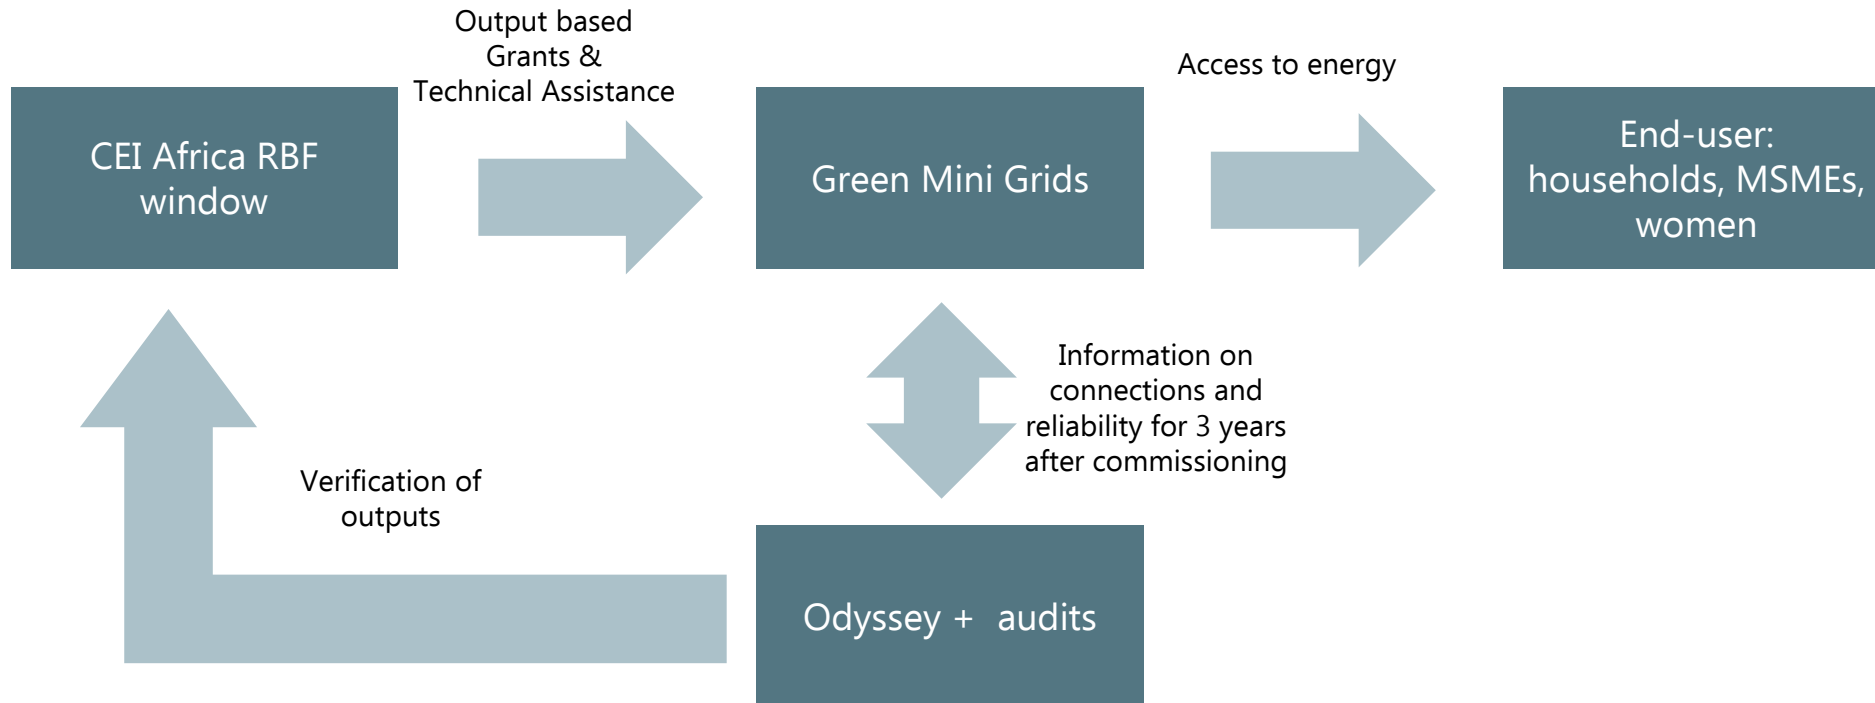 Output based
Grants &
Technical Assistance
Access to energy
CEI Africa RBF
window
Green Mini Grids
End-user:
households, MSMEs,
women
Information on
connections and
reliability for 3 years
after commissioning
Verification of
outputs
Odyssey +  audits